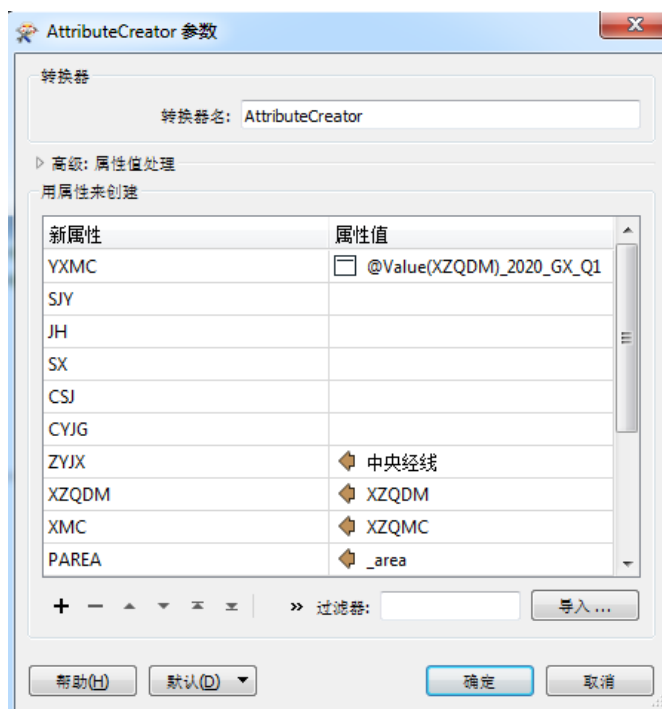 AttributeCreator 参数
转换器
转换器名: AttributeCreator
高级: 属性值处理
用属性来创建
新属性 属性值
YXMC @Value(XZQDM)_2020_GX_Q1
SJY
JH
SX
CSJ
CYJG
ZYJX 中央经线
XZQDM XZQDM
XMC XZQMC
PAREA _area
» 过滤器: 导入 ...
帮助(H) 默认(D) 确定 取消